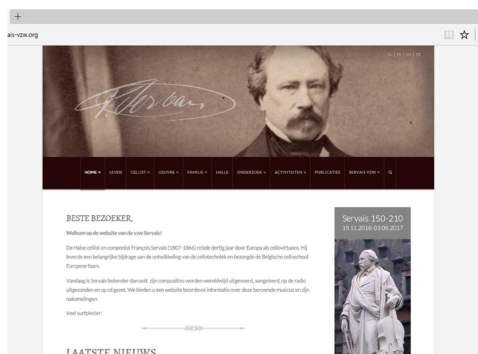 ais-vzw.org
NL | FR | EN | DE
Servais
HOME LEVEN CELLIST OEUVRE FAMILIE HALLE ONDERZOEK ACTIVITEITEN PUBLICATIES SERVAIS VZW
BESTE BEZOEKER,
Welkom op de website van de vzw Servais!
De Halse cellist en componist François Servais (1807-1866) reisde dertig jaar door Europa als cellovirtuoos. Hij
leverde een belangrijke bijdrage aan de ontwikkeling van de cellotechniek en bezorgde de Belgische celloschool
Europese faam.
Vandaag is Servais bekender dan ooit: zijn composities worden wereldwijd uitgevoerd, aangeleerd, op de radio
uitgezonden en op cd gezet. We bieden u een website boordevol informatie over deze beroemde musicus en zijn
nakomelingen.
Veel surfplezier!
LAATSTE NIEUWS
Servais 150-210
19.11.2016-03.06.2017